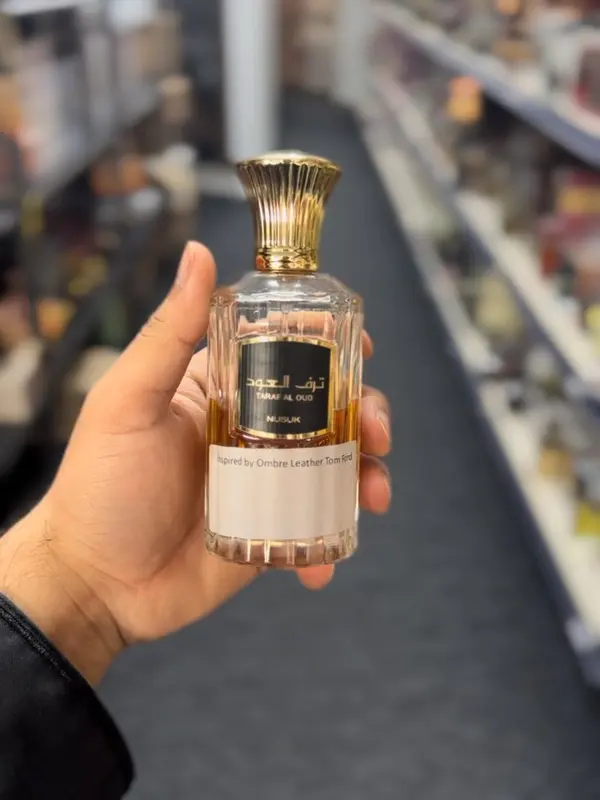 ترف العود
TARAF AL OUD
NUSUK
Inspired by Ombre Leather Tom Ford